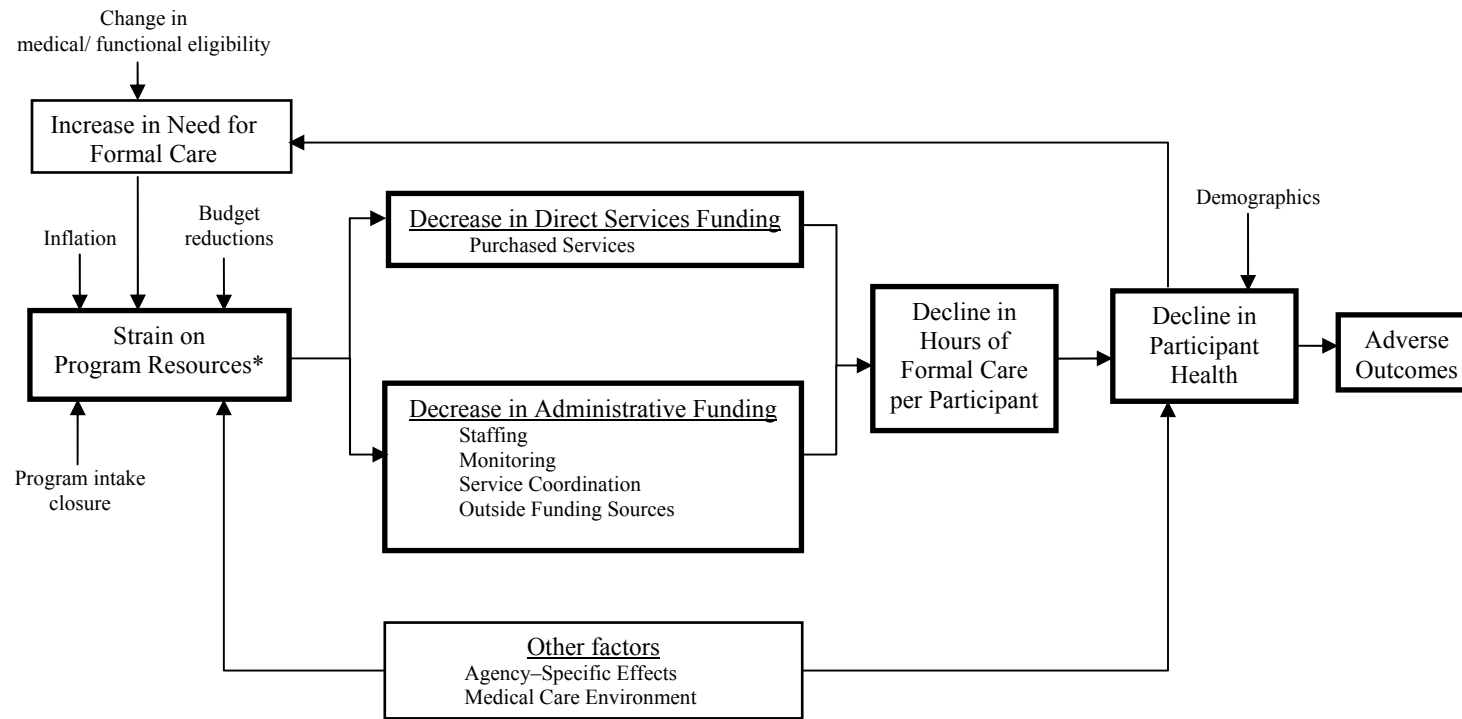 Change in
medical/ functional eligibility
Increase in Need for
Formal Care
Inflation
Budget
reductions
Strain on
Program Resources*
Program intake
closure
Decrease in Direct Services Funding
Purchased Services
Decrease in Administrative Funding
Staffing
Monitoring
Service Coordination
Outside Funding Sources
Other factors
Agency–Specific Effects
Medical Care Environment
Decline in
Hours of
Formal Care
per Participant
Demographics
Decline in
Participant
Health
Adverse
Outcomes